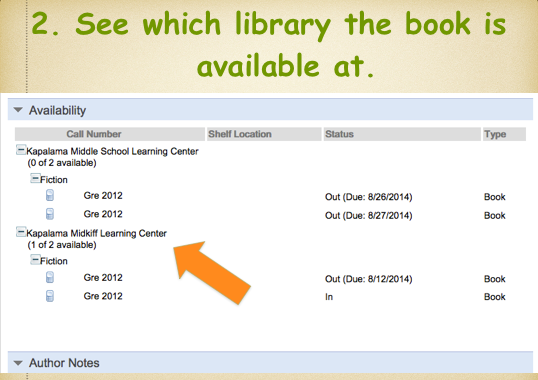 2. See which library the book is
available at.
Availability
Call Number Shelf Location Status Type
Kapalama Middle School Learning Center
(0 of 2 available)
Fiction
Gre 2012 Out (Due: 8/26/2014) Book
Gre 2012 Out (Due: 8/27/2014) Book
Kapalama Midkiff Learning Center
(1 of 2 available)
Fiction
Gre 2012 Out (Due: 8/12/2014) Book
Gre 2012 In Book
Author Notes